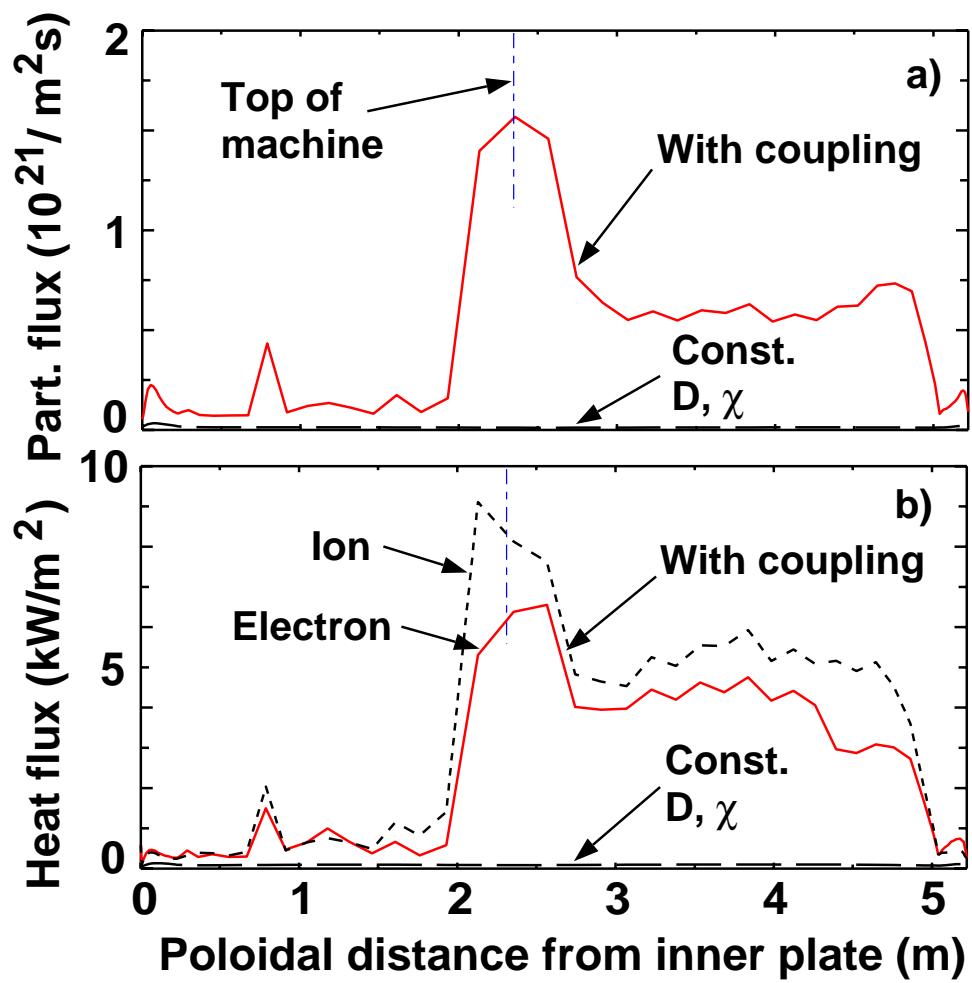 2
a)
Top of
machine
With coupling
1
Const.
D, χ
0
Part. flux (10²¹/ m²s)
10
b)
Ion
With coupling
Electron
5
Const.
D, χ
0
Heat flux (kW/m ²)
0 1 2 3 4 5
Poloidal distance from inner plate (m)